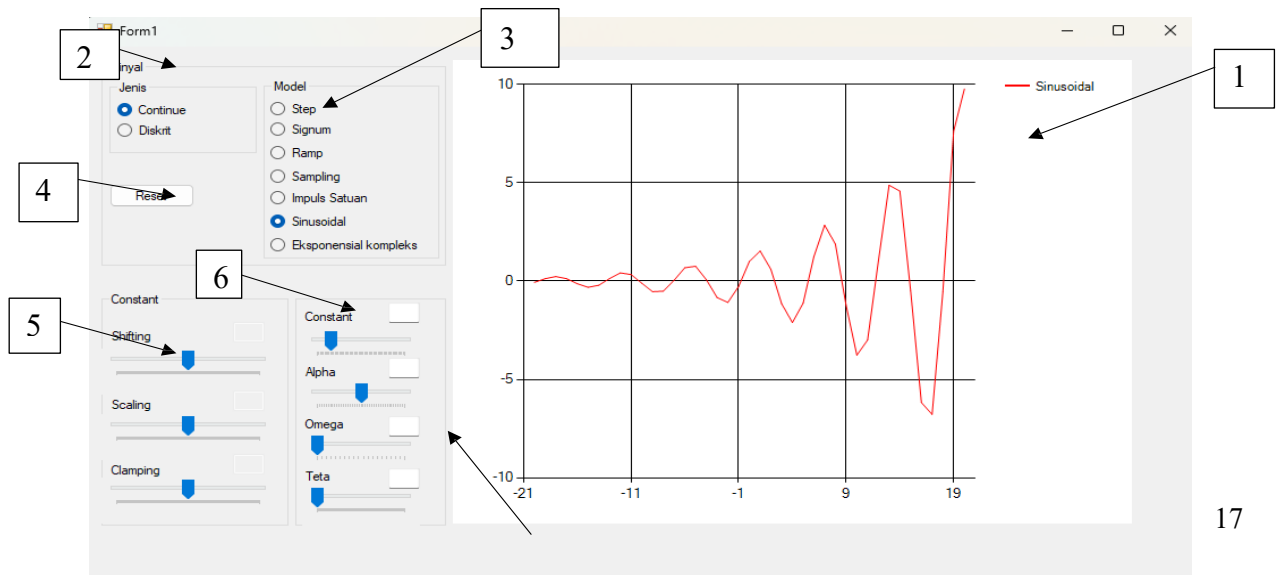 Form1
3
2
inyal
Jenis
Continue
Diskrit
Model
Step
Signum
Ramp
Sampling
Impuls Satuan
Sinusoidal
Eksponensial kompleks
4
Rese
1
Sinusoidal
10
5
0
-5
-10
-21
-11
-1
9
19
6
5
Constant
Shifting
Scaling
Clamping
Constant
Alpha
Omega
Teta
17